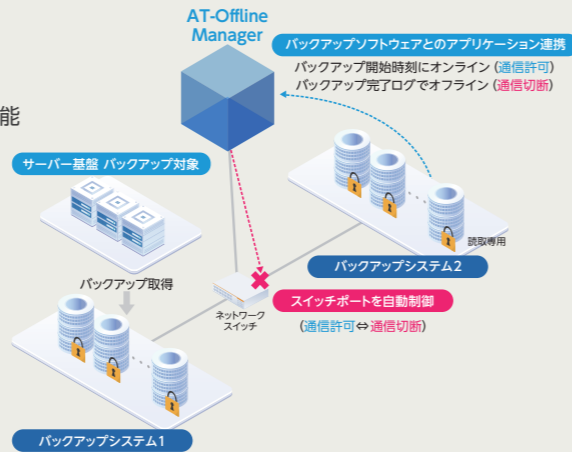 AT-Offline
Manager
バックアップソフトウェアとのアプリケーション連携
バックアップ開始時刻にオンライン（通信許可）
バックアップ完了ログでオフライン（通信切断）
能
サーバー基盤 バックアップ対象
読取専用
バックアップシステム2
バックアップ取得
ネットワーク
スイッチ
スイッチポートを自動制御
（通信許可⇔通信切断）
バックアップシステム1